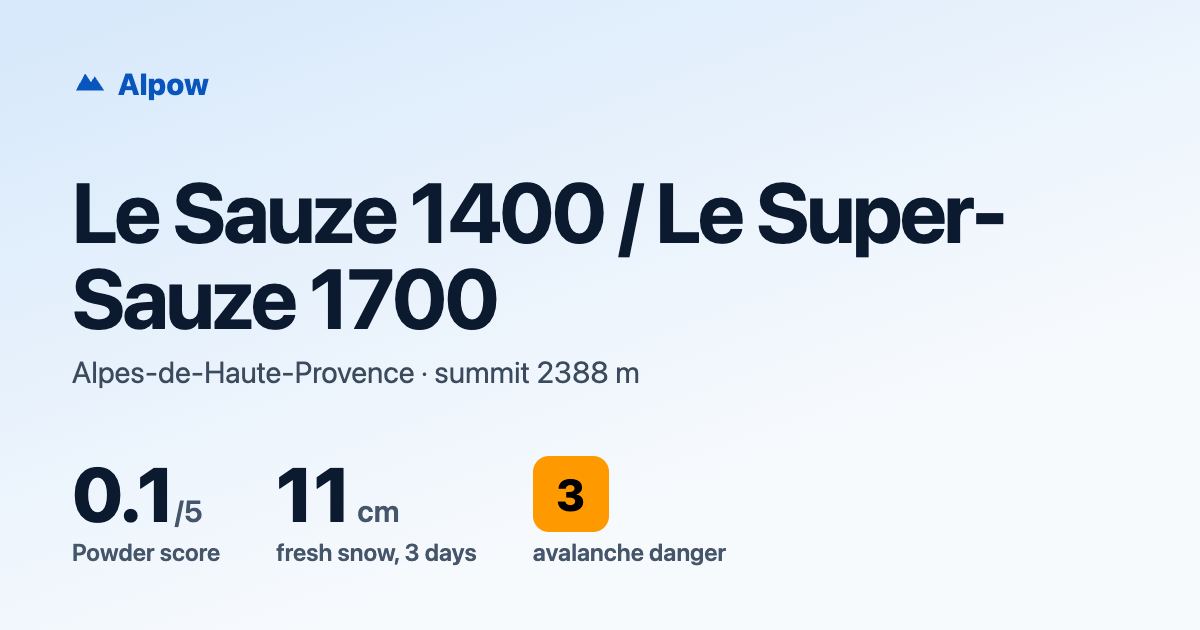 Alpow
Le Sauze 1400 / Le Super-
Sauze 1700
Alpes-de-Haute-Provence · summit 2388 m
0.1/5 11 cm 3
Powder score fresh snow, 3 days avalanche danger